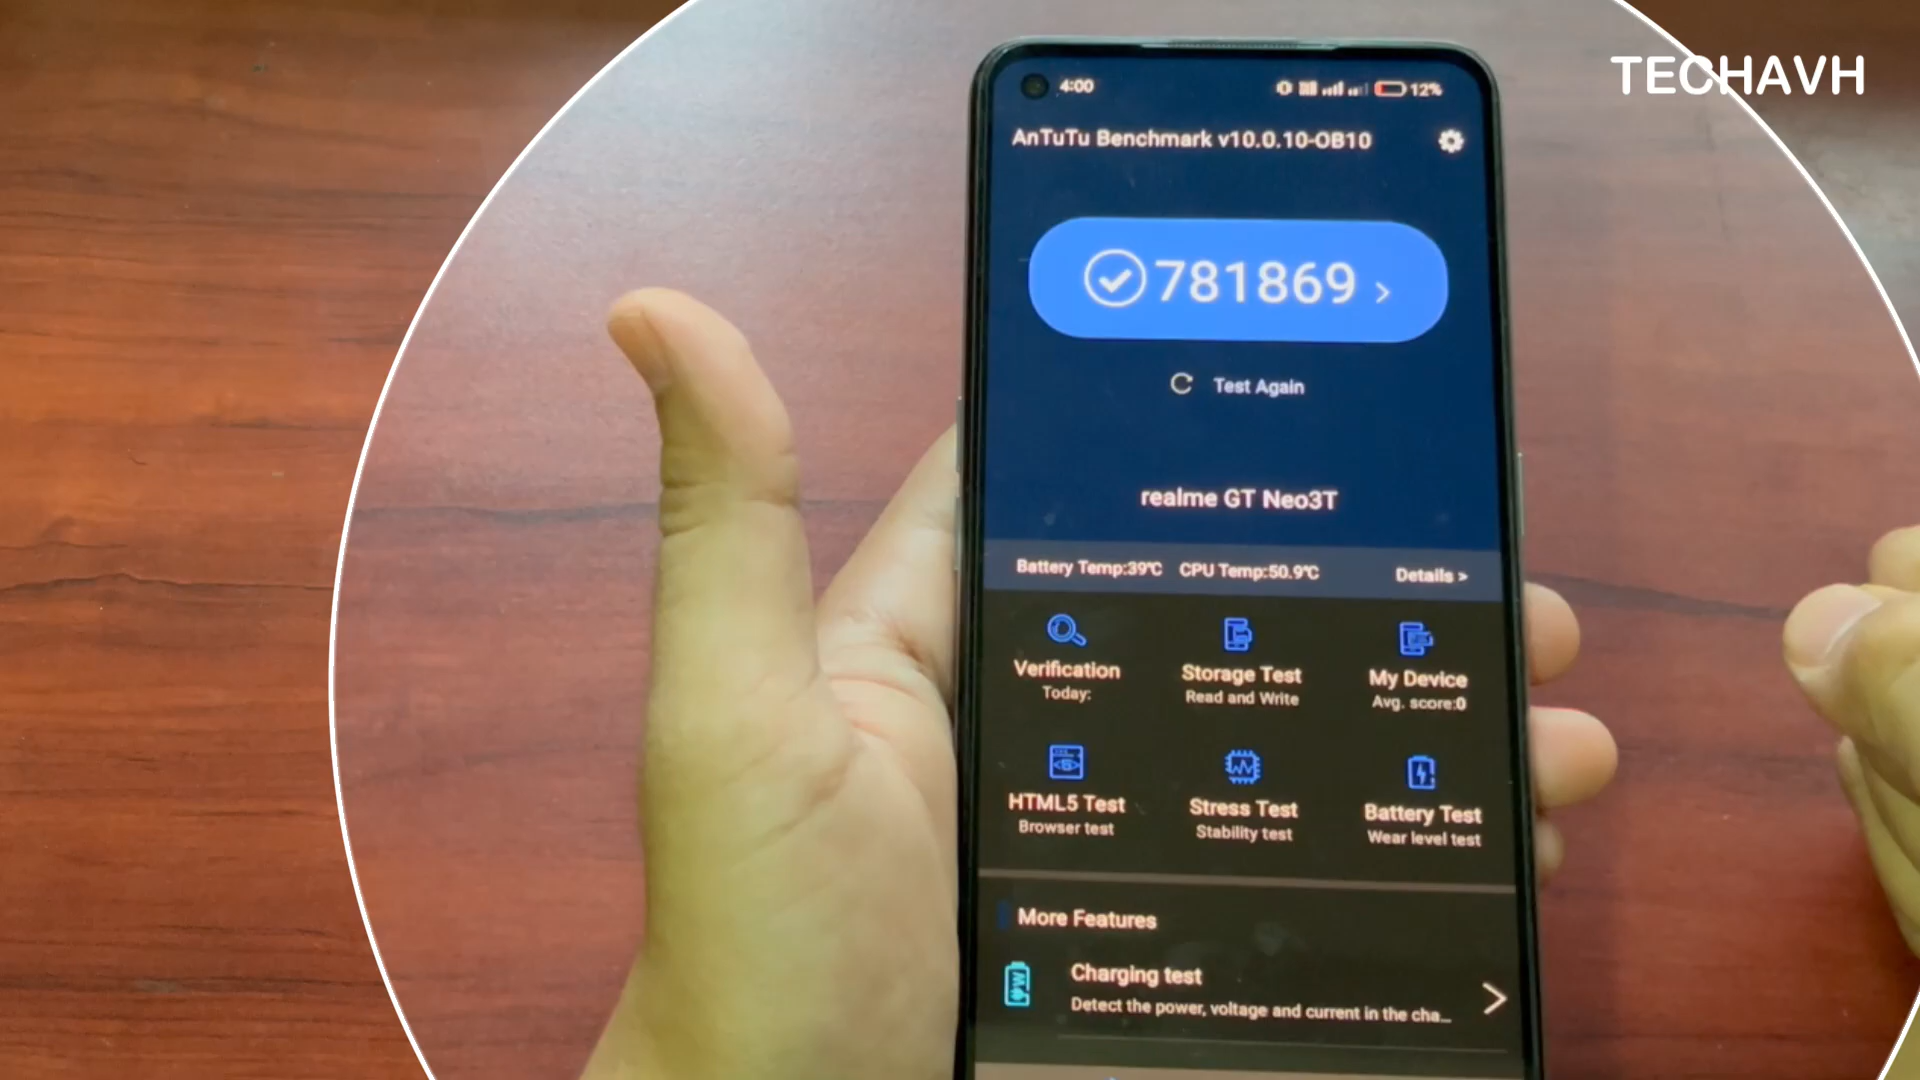 TECHAVH
4:00
12%
AnTuTu Benchmark v10.0.10-OB10
781869 >
Test Again
realme GT Neo3T
Battery Temp:39℃ CPU Temp:50.9℃ Details >
Verification
Today:
Storage Test
Read and Write
My Device
Avg. score:0
HTML5 Test
Browser test
Stress Test
Stability test
Battery Test
Wear level test
More Features
Charging test
Detect the power, voltage and current in the cha...